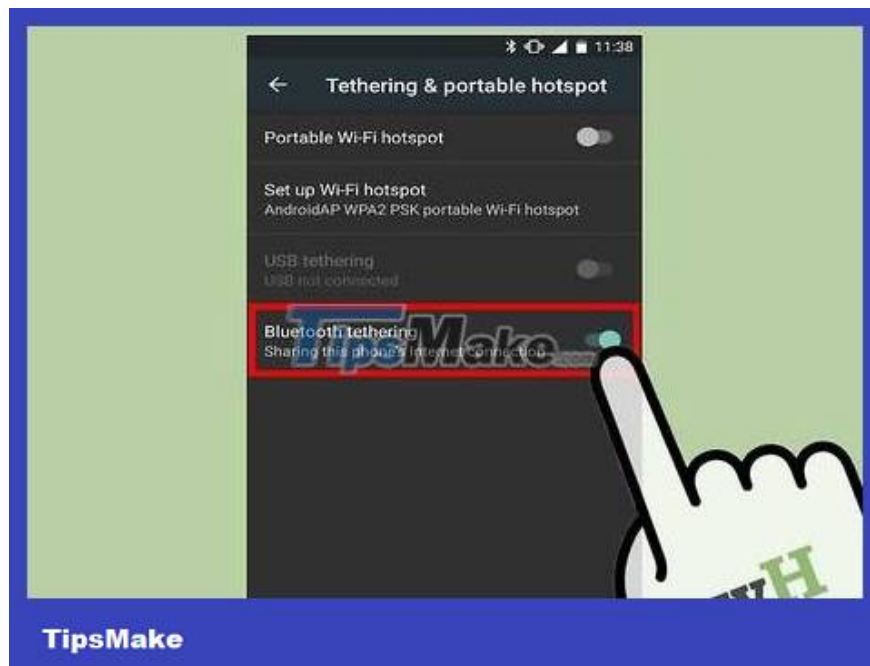 11:38
Tethering & portable hotspot
Portable Wi-Fi hotspot
Set up Wi-Fi hotspot
AndroidAP WPA2 PSK portable Wi-Fi hotspot
USB tethering
USB not connected
Bluetooth tethering
Sharing this phone's Internet connection
TipsMake.com
H
TipsMake